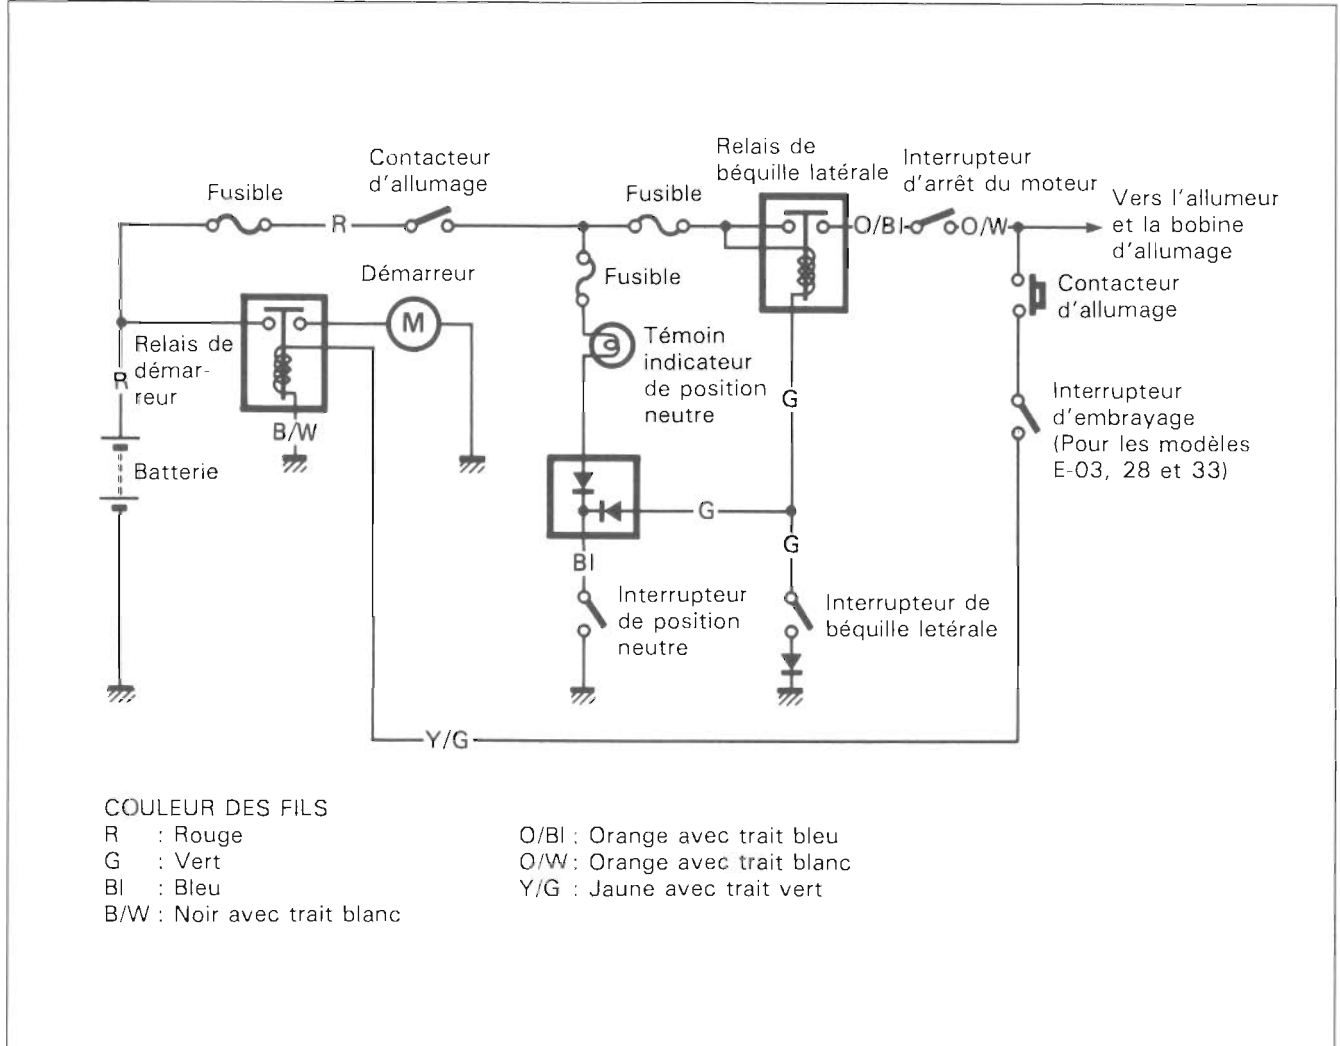 Relais de
béquille latérale
Interrupteur
d'arrêt du moteur
Contacteur
d'allumage
Fusible
Fusible
Vers l'allumeur
et la bobine
d'allumage
R
O/Bl
O/W
Démarreur
Fusible
Contacteur
d'allumage
M
Relais de
démar-
reur
R
Témoin
indicateur
de position
neutre
G
Interrupteur
d'embrayage
(Pour les modèles
E-03, 28 et 33)
B/W
Batterie
G
G
Bl
Interrupteur
de position
neutre
Interrupteur de
béquille letérale
Y/G
COULEUR DES FILS
R : Rouge
G : Vert
Bl : Bleu
B/W : Noir avec trait blanc
O/Bl : Orange avec trait bleu
O/W : Orange avec trait blanc
Y/G : Jaune avec trait vert